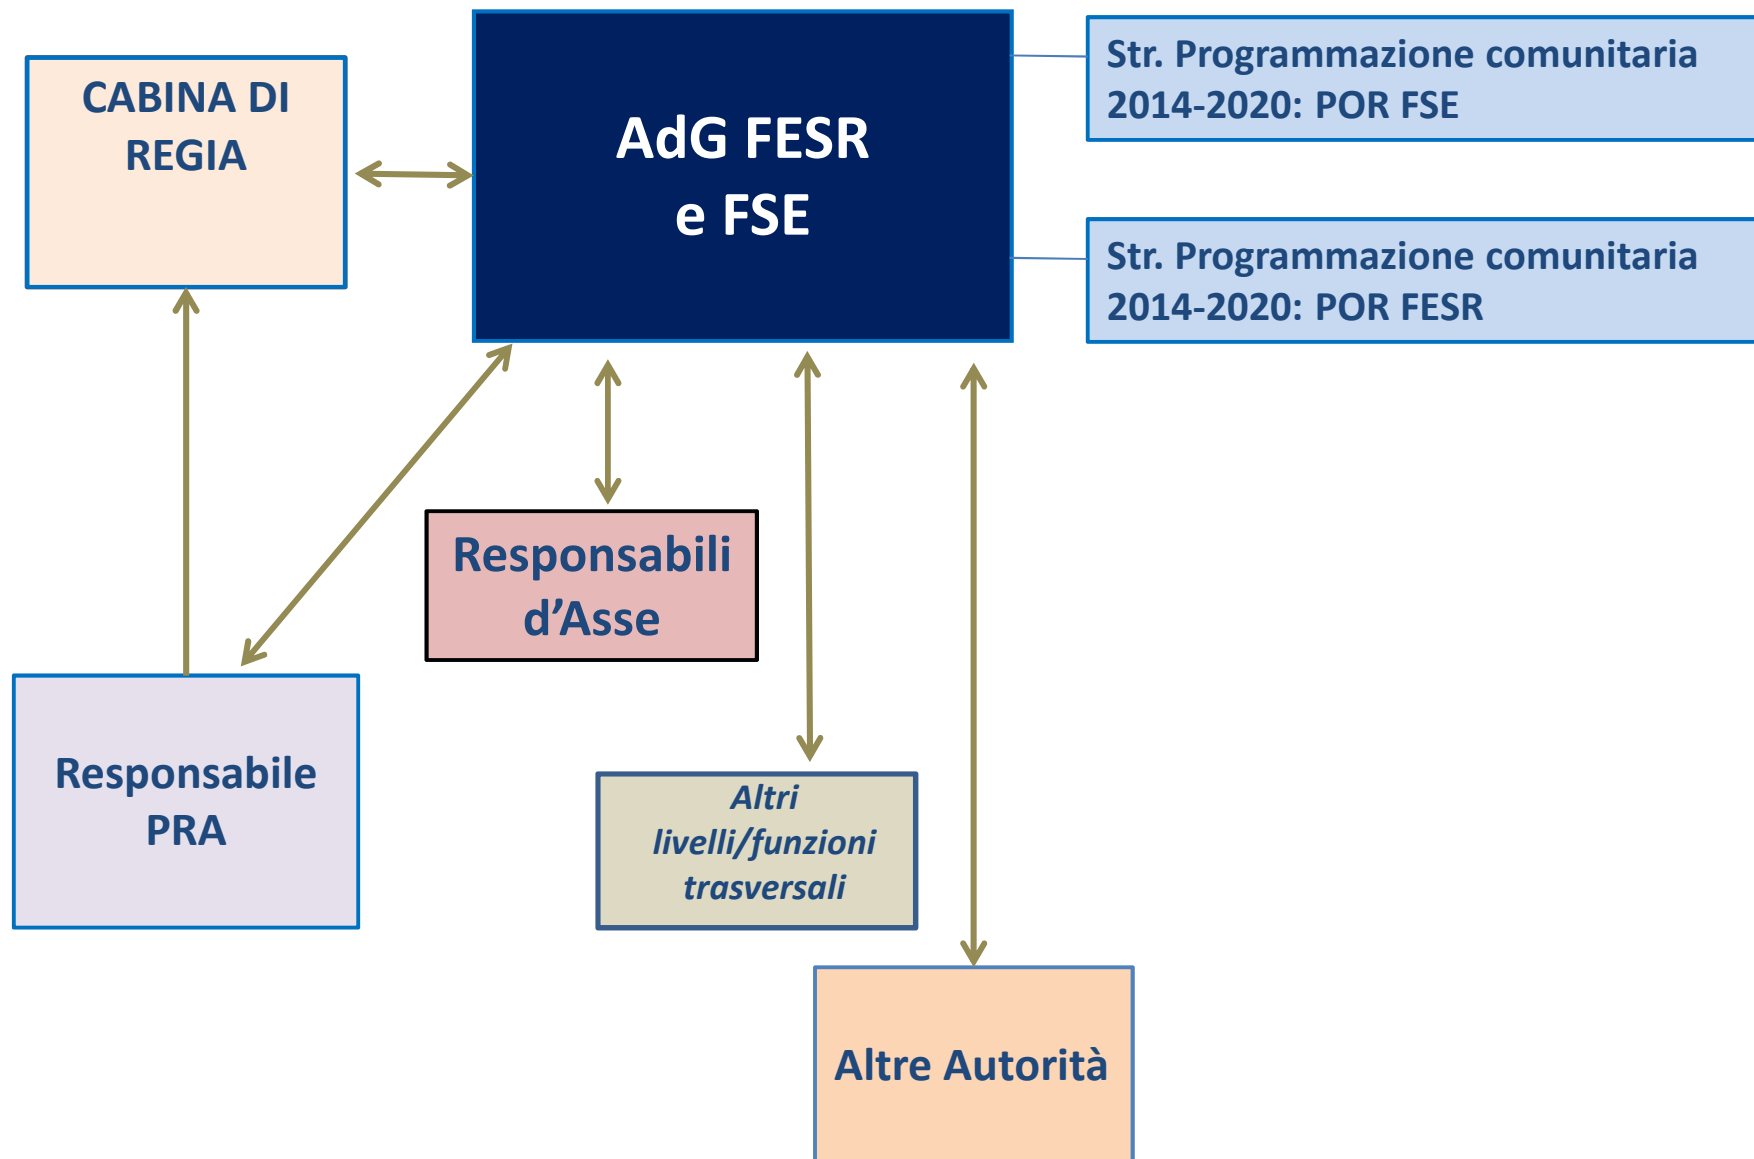 CABINA DI
REGIA
AdG FESR
e FSE
Str. Programmazione comunitaria
2014-2020: POR FSE
Str. Programmazione comunitaria
2014-2020: POR FESR
Responsabili
d’Asse
Responsabile
PRA
Altri
livelli/funzioni
trasversali
Altre Autorità